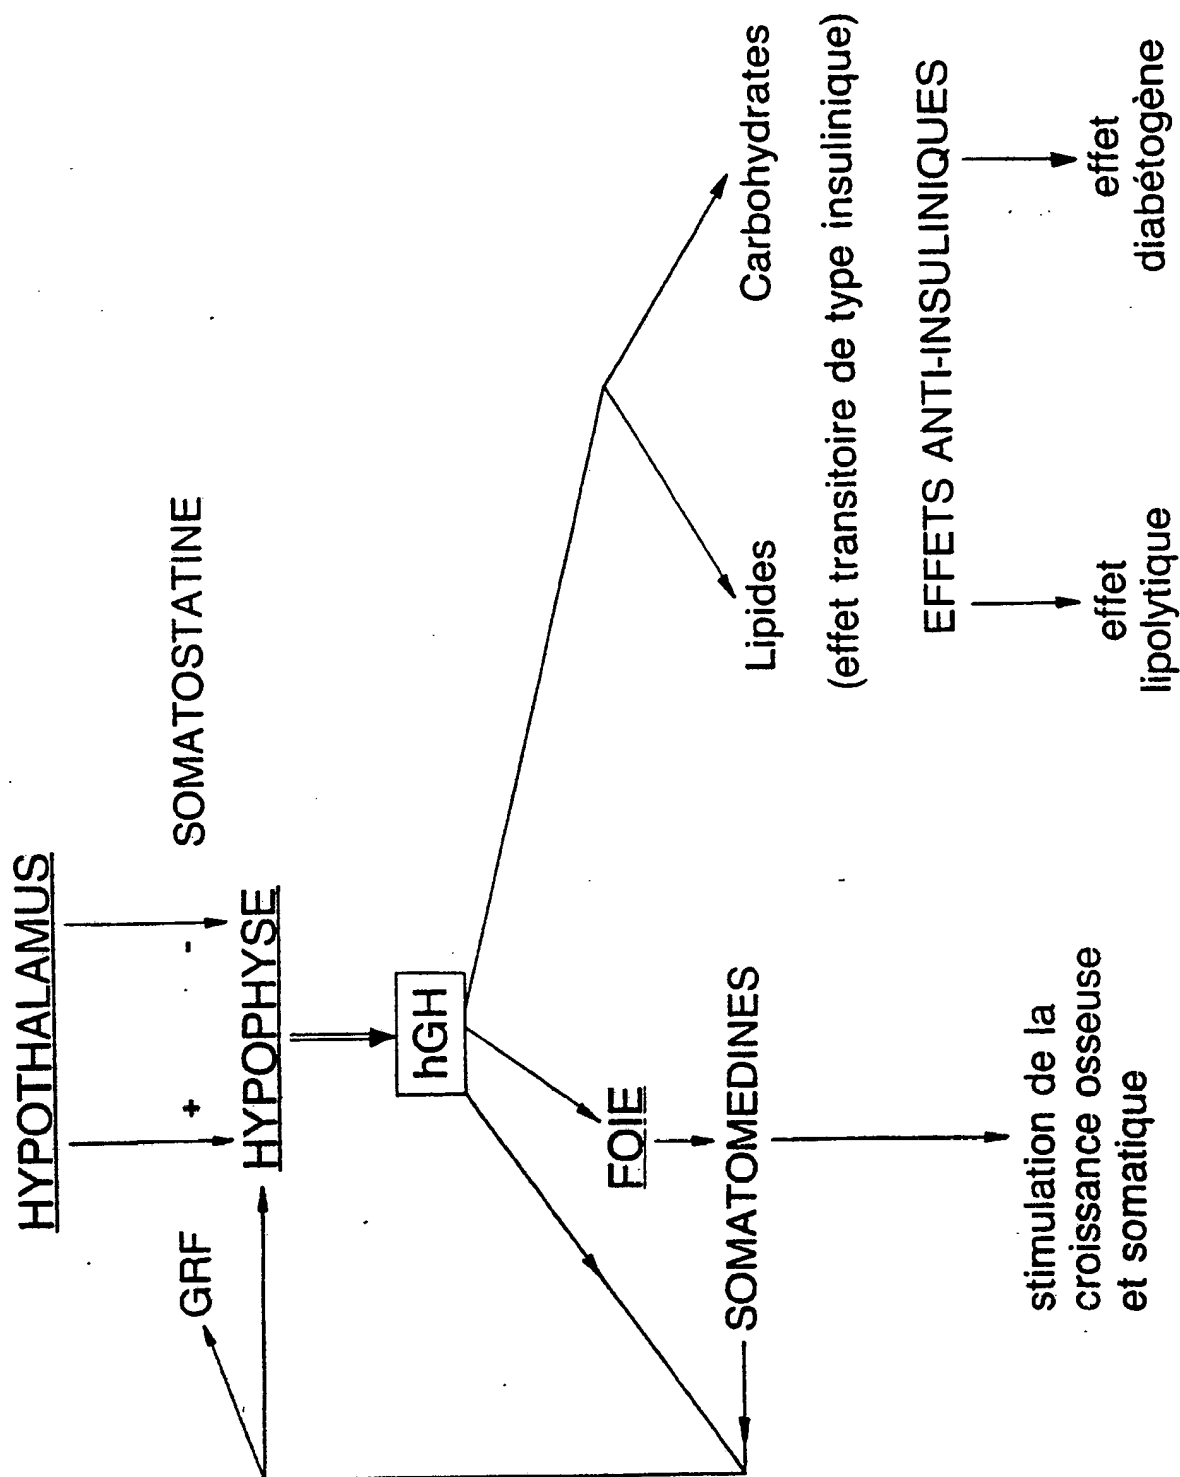 HYPOTHALAMUS
GRF
+
-
SOMATOSTATINE
HYPOPHYSE
hGH
FOIE
SOMATOMEDINES
Lipides
Carbohydrates
(effet transitoire de type insulinique)
EFFETS ANTI-INSULINIQUES
stimulation de la
croissance osseuse
et somatique
effet
lipolytique
effet
diabétogène